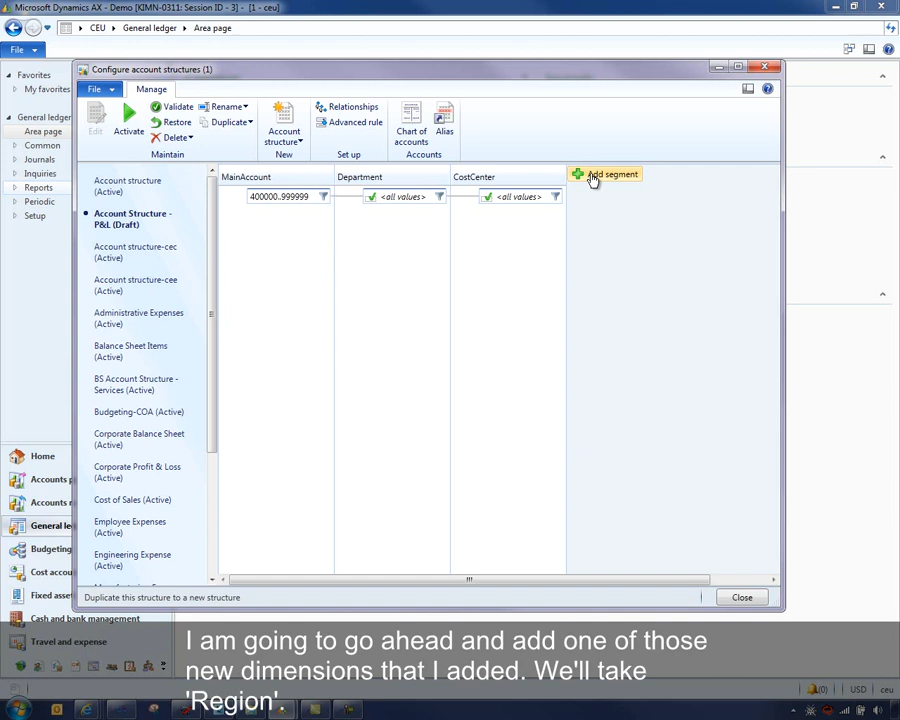 Microsoft Dynamics AX - Demo [KIMN-0311: Session ID - 3] - [1 - ceu]
CEU
General ledger
Area page
File
Favorites
My favorites
General ledger
Area page
Common
Journals
Inquiries
Reports
Periodic
Setup
Configure account structures (1)
File
Manage
Edit
Activate
Validate
Restore
Delete
Rename
Duplicate
Maintain
Account
structure
New
Relationships
Advanced rule
Set up
Chart of
accounts
Alias
Accounts
Account structure
(Active)
Account Structure -
P&L (Draft)
Account structure-cec
(Active)
Account structure-cee
(Active)
Administrative Expenses
(Active)
Balance Sheet Items
(Active)
BS Account Structure -
Services (Active)
Budgeting-COA (Active)
Corporate Balance Sheet
(Active)
Corporate Profit & Loss
(Active)
Cost of Sales (Active)
Employee Expenses
(Active)
Engineering Expense
(Active)
MainAccount
Department
CostCenter
Add segment
400000..999999
<all values>
<all values>
Duplicate this structure to a new structure
Close
Home
Accounts
Accounts
General le
Budgeting
Cost accou
Fixed asset
Cash and bank management
Travel and expense
I am going to go ahead and add one of those
new dimensions that I added. We'll take
'Region'.
(0)
USD
ceu